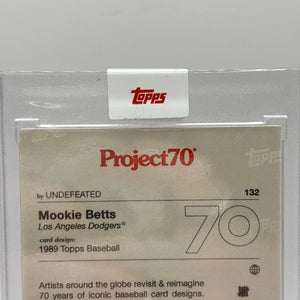 Topps
Project70®
Topps
by UNDEFEATED 132
Mookie Betts 70
Los Angeles Dodgers®
card design:
1989 Topps Baseball
Artists around the globe revisit & reimagine
70 years of iconic baseball card designs.